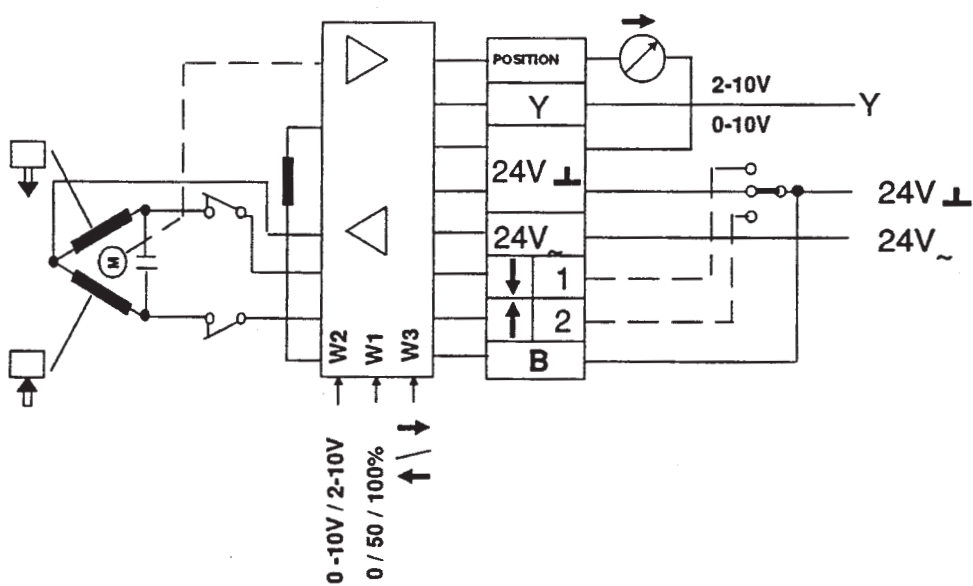 POSITION
Y
2-10V
Y
0-10V
24V ⊥
24V ⊥
24V~
24V~
M
1
2
B
W2
W1
W3
0-10V / 2-10V
0 / 50 / 100%